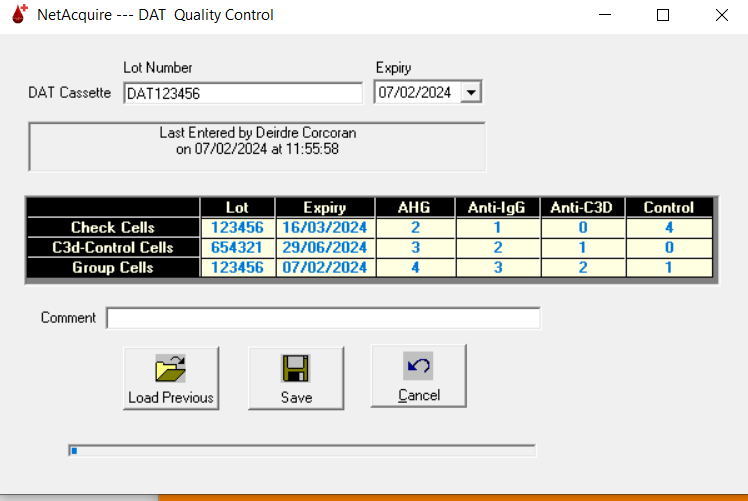 NetAcquire --- DAT  Quality Control
Lot Number Expiry
DAT Cassette DAT123456 07/02/2024
Last Entered by Deirdre Corcoran
on 07/02/2024 at 11:55:58
Lot Expiry AHG Anti-IgG Anti-C3D Control
Check Cells 123456 16/03/2024 2 1 0 4
C3d-Control Cells 654321 29/06/2024 3 2 1 0
Group Cells 123456 07/02/2024 4 3 2 1
Comment
Load Previous Save Cancel